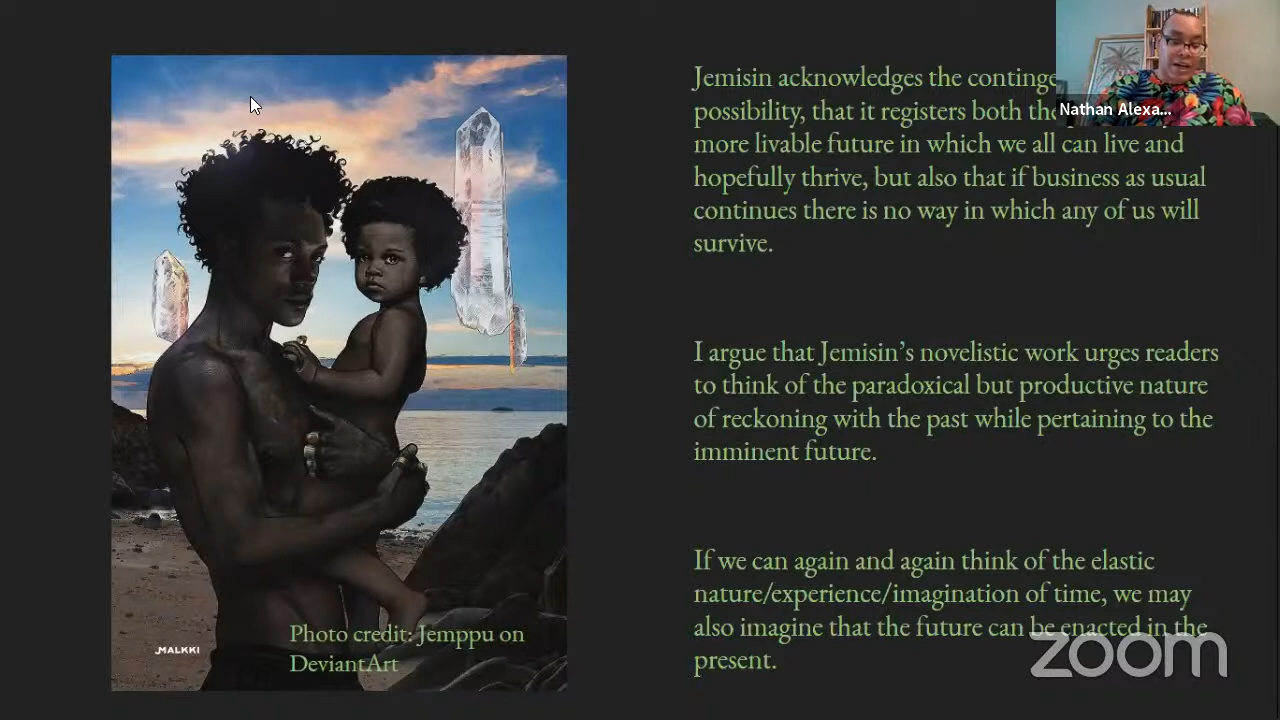 Jemisin acknowledges the continge
possibility, that it registers both the
more livable future in which we all can live and
hopefully thrive, but also that if business as usual
continues there is no way in which any of us will
survive.
I argue that Jemisin's novelistic work urges readers
to think of the paradoxical but productive nature
of reckoning with the past while pertaining to the
imminent future.
If we can again and again think of the elastic
nature/experience/imagination of time, we may
also imagine that the future can be enacted in the
present.
Nathan Alexa...
Photo credit: Jemppu on
DeviantArt
JMALKKI
zoom